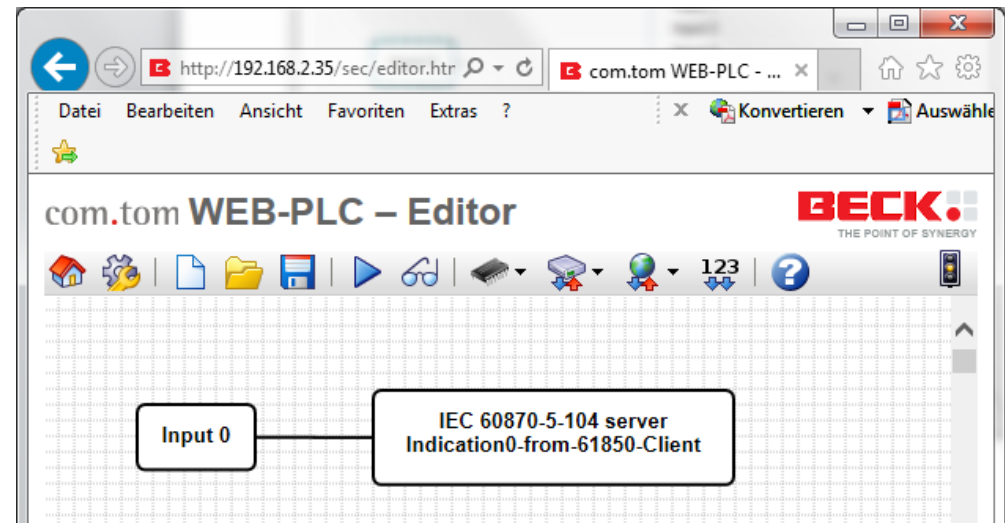 http://192.168.2.35/sec/editor.htr
com.tom WEB-PLC - ...
Datei Bearbeiten Ansicht Favoriten Extras ?
x Konvertieren Auswähle
com.tom WEB-PLC – Editor
BECK.
THE POINT OF SYNERGY
123
?
Input 0
IEC 60870-5-104 server
Indication0-from-61850-Client